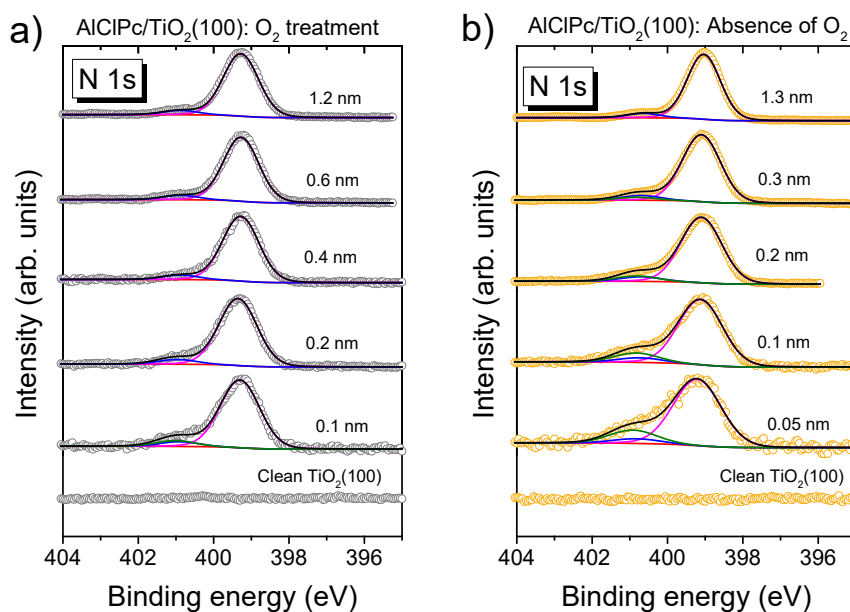 a)
AlClPc/TiO₂(100): O₂ treatment
N 1s
1.2 nm
0.6 nm
0.4 nm
0.2 nm
0.1 nm
Clean TiO₂(100)
Intensity (arb. units)
404 402 400 398 396
Binding energy (eV)
b)
AlClPc/TiO₂(100): Absence of O₂
N 1s
1.3 nm
0.3 nm
0.2 nm
0.1 nm
0.05 nm
Clean TiO₂(100)
Intensity (arb. units)
404 402 400 398 396
Binding energy (eV)